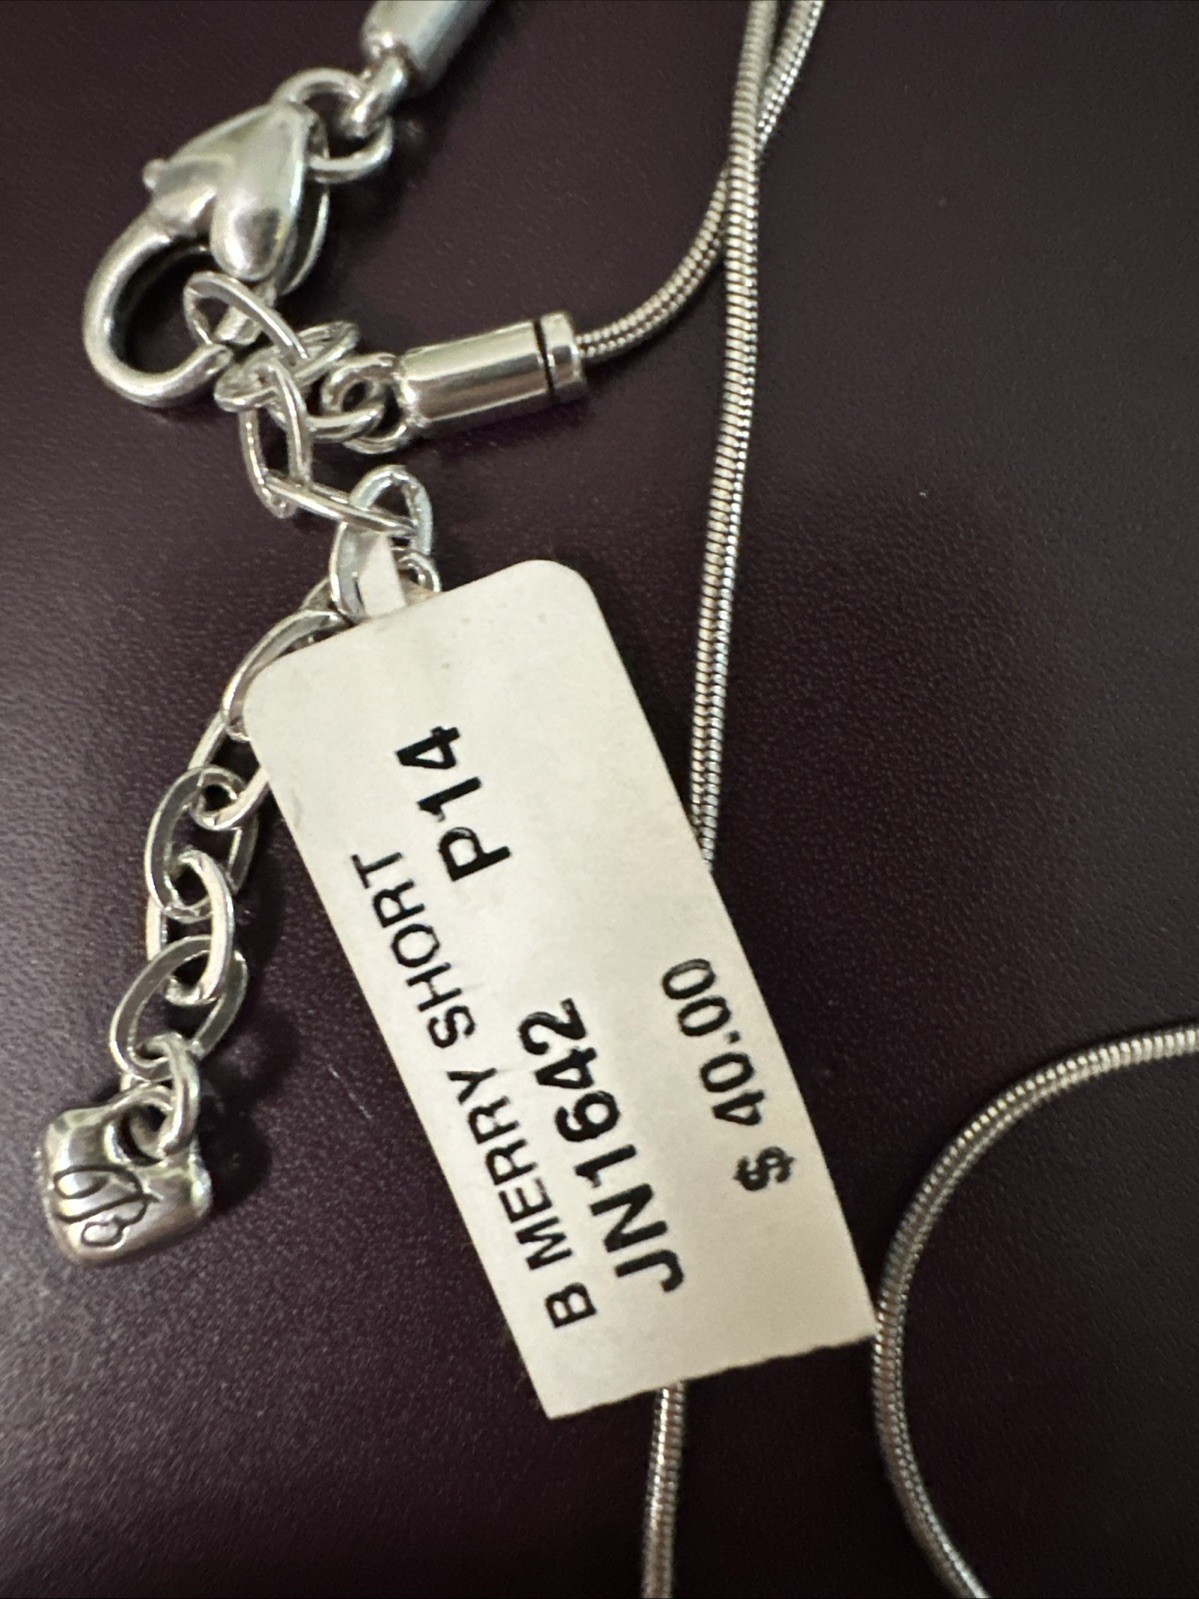 B MERRY SHORT
JN1642 P14
$ 40.00
B